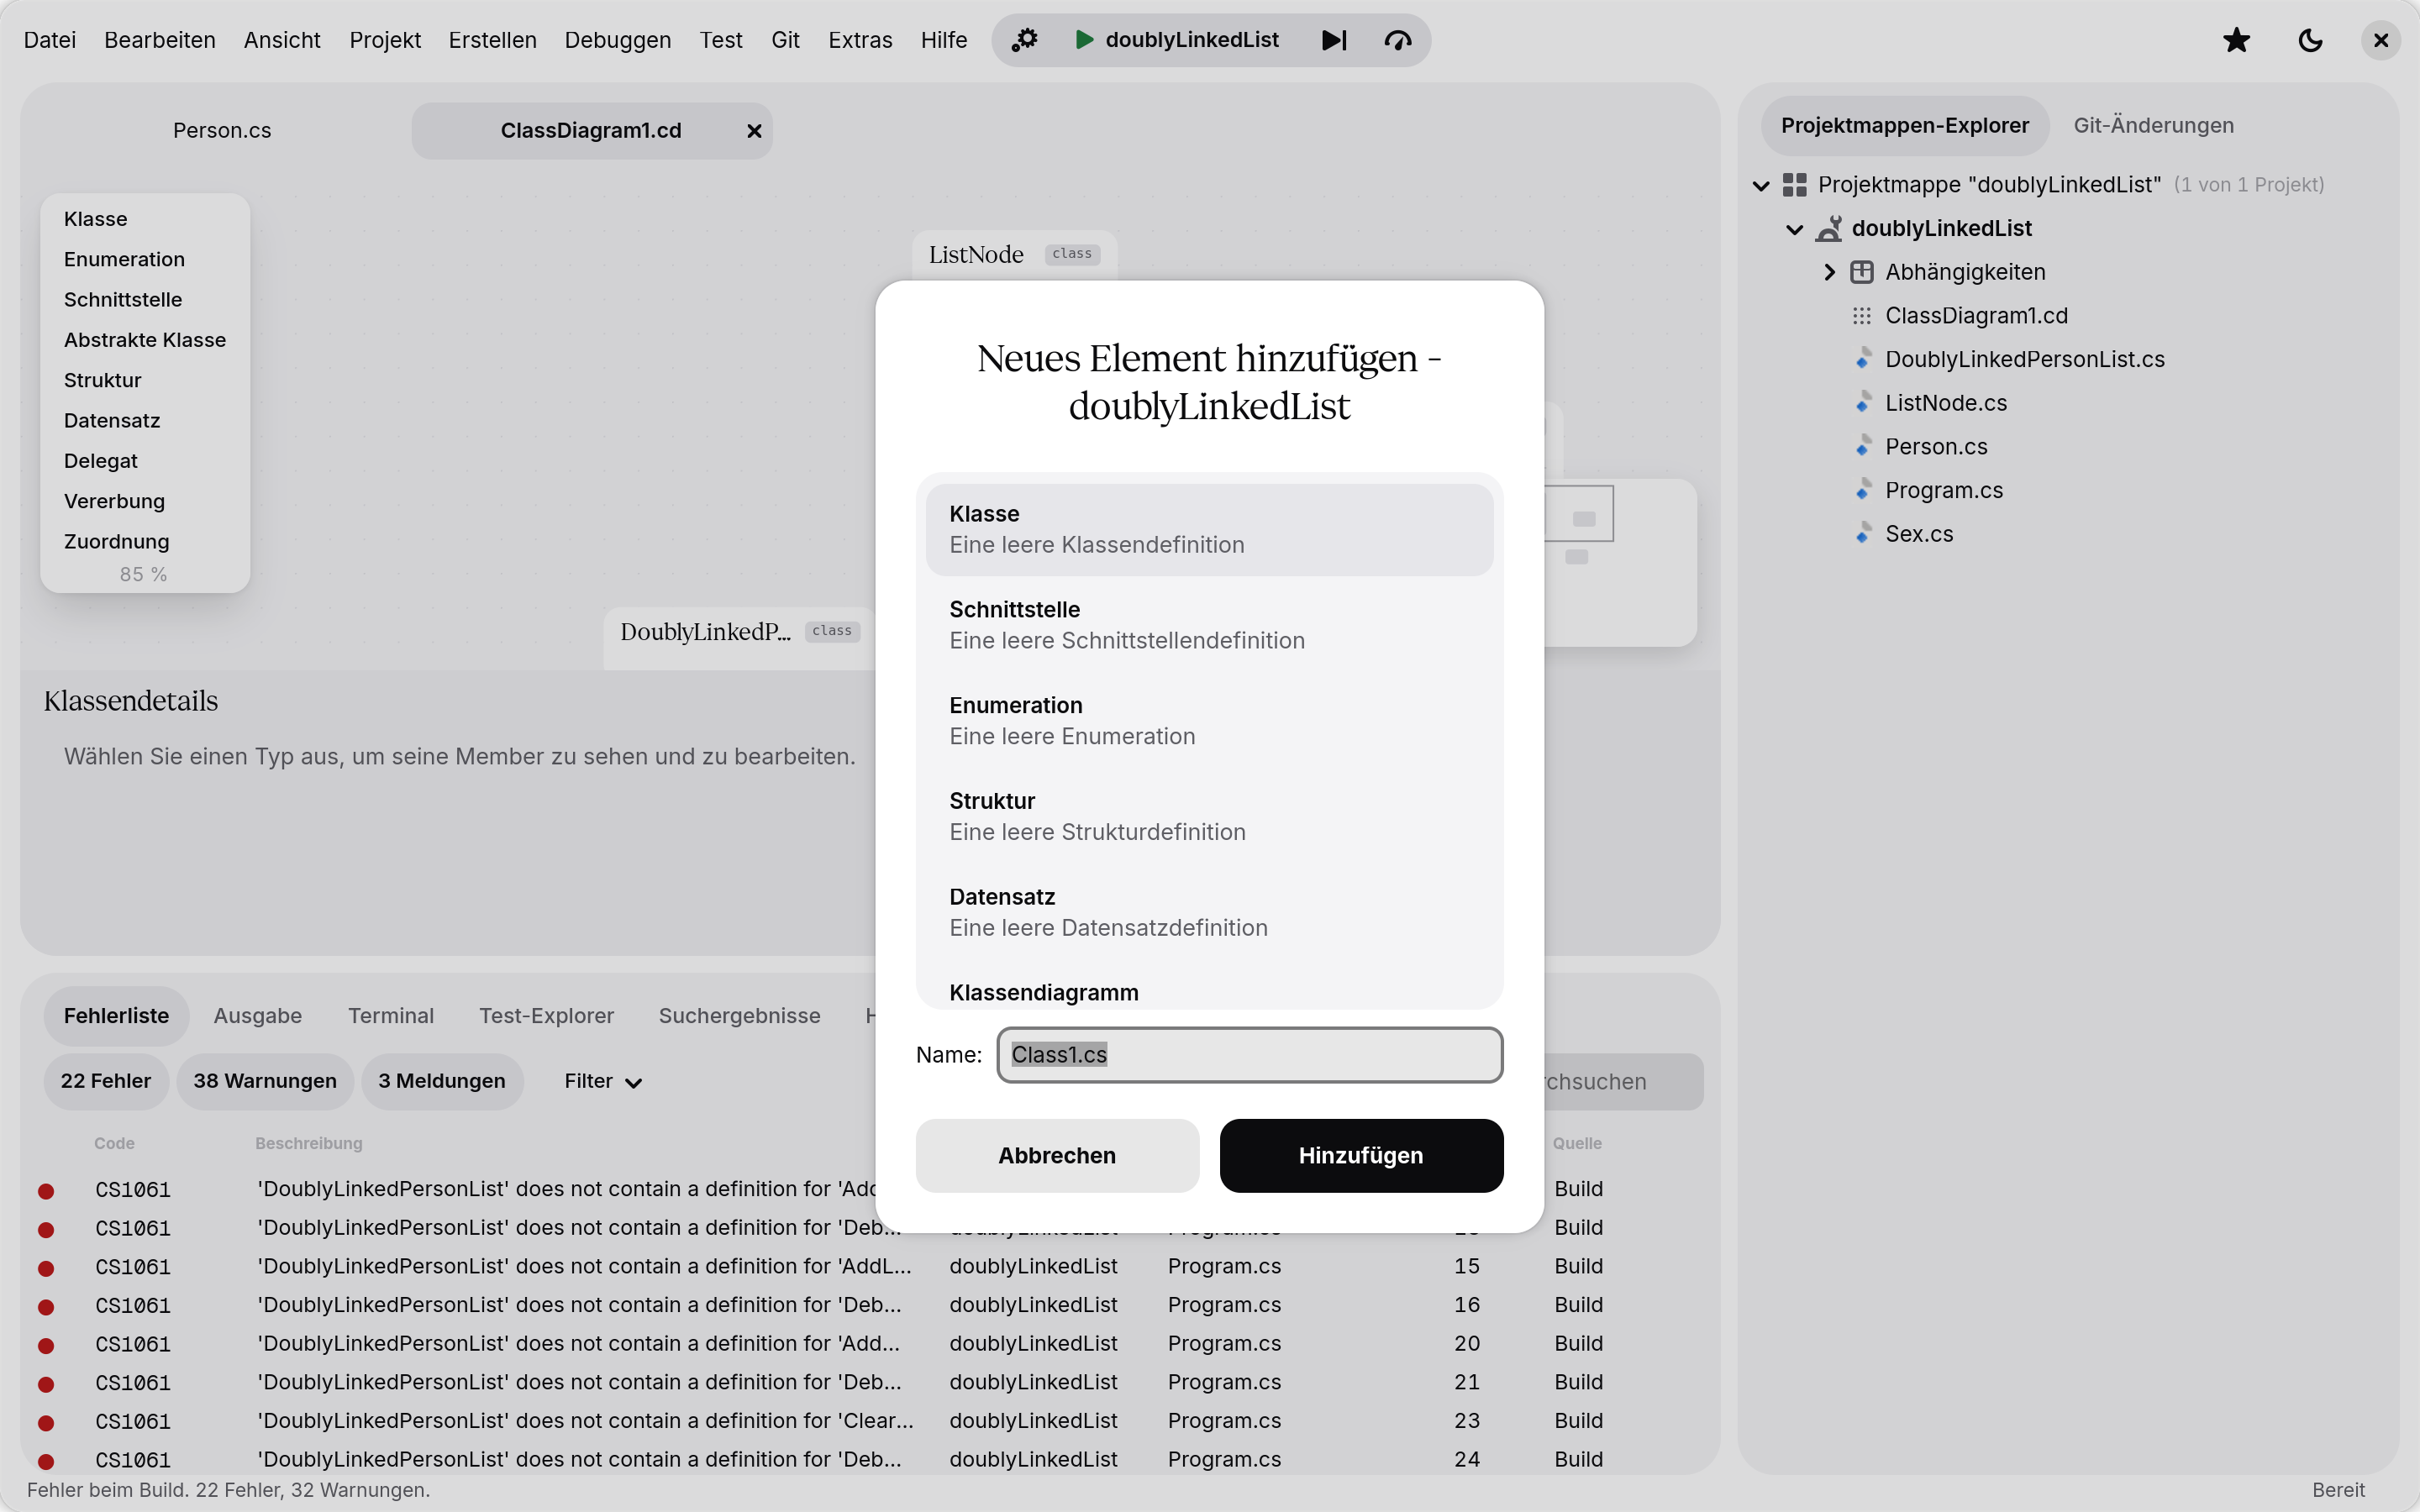 Datei Bearbeiten Ansicht Projekt Erstellen Debuggen Test Git Extras Hilfe doublyLinkedList
Person.cs ClassDiagram1.cd
Klasse
Enumeration
Schnittstelle
Abstrakte Klasse
Struktur
Datensatz
Delegat
Vererbung
Zuordnung
85 %
ListNode class
DoublyLinkedP... class
Klassendetails
Wählen Sie einen Typ aus, um seine Member zu sehen und zu bearbeiten.
Neues Element hinzufügen -
doublyLinkedList
Klasse
Eine leere Klassendefinition
Schnittstelle
Eine leere Schnittstellendefinition
Enumeration
Eine leere Enumeration
Struktur
Eine leere Strukturdefinition
Datensatz
Eine leere Datensatzdefinition
Klassendiagramm
Name: Class1.cs
Abbrechen Hinzufügen
Projektmappen-Explorer Git-Änderungen
Projektmappe "doublyLinkedList" (1 von 1 Projekt)
doublyLinkedList
Abhängigkeiten
ClassDiagram1.cd
DoublyLinkedPersonList.cs
ListNode.cs
Person.cs
Program.cs
Sex.cs
Fehlerliste Ausgabe Terminal Test-Explorer Suchergebnisse
22 Fehler 38 Warnungen 3 Meldungen Filter
Code Beschreibung Quelle
CS1061 'DoublyLinkedPersonList' does not contain a definition for 'Add Build
CS1061 'DoublyLinkedPersonList' does not contain a definition for 'Deb... Build
CS1061 'DoublyLinkedPersonList' does not contain a definition for 'AddL... doublyLinkedList Program.cs 15 Build
CS1061 'DoublyLinkedPersonList' does not contain a definition for 'Deb... doublyLinkedList Program.cs 16 Build
CS1061 'DoublyLinkedPersonList' does not contain a definition for 'Add... doublyLinkedList Program.cs 20 Build
CS1061 'DoublyLinkedPersonList' does not contain a definition for 'Deb... doublyLinkedList Program.cs 21 Build
CS1061 'DoublyLinkedPersonList' does not contain a definition for 'Clear... doublyLinkedList Program.cs 23 Build
CS1061 'DoublyLinkedPersonList' does not contain a definition for 'Deb... doublyLinkedList Program.cs 24 Build
Fehler beim Build. 22 Fehler, 32 Warnungen. Bereit